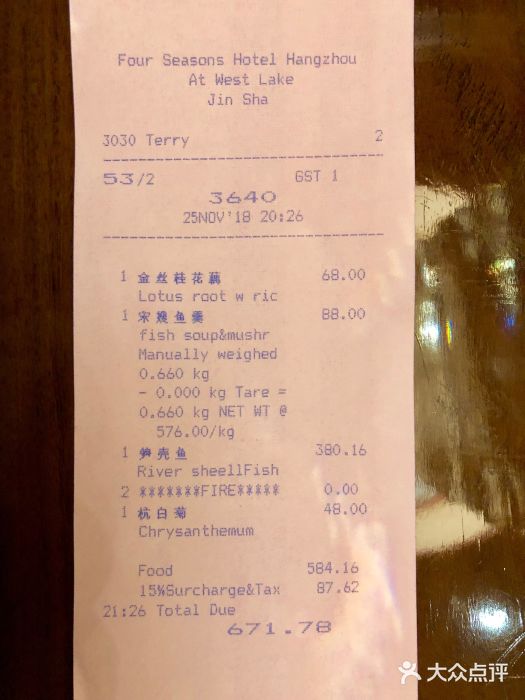 Four Seasons Hotel Hangzhou
At West Lake
Jin Sha
3030 Terry 2
--------------------------------
53/2 GST 1
3640
25NOV'18 20:26
--------------------------------
1 金丝桂花藕 68.00
Lotus root w ric
1 宋嫂鱼羹 88.00
fish soup&mushr
Manually weighed
0.660 kg
- 0.000 kg Tare =
0.660 kg NET WT @
576.00/kg
1 笋壳鱼 380.16
River sheellFish
2 *******FIRE***** 0.00
1 杭白菊 48.00
Chrysanthemum
Food 584.16
15%Surcharge&Tax 87.62
21:26 Total Due
671.78
大众点评